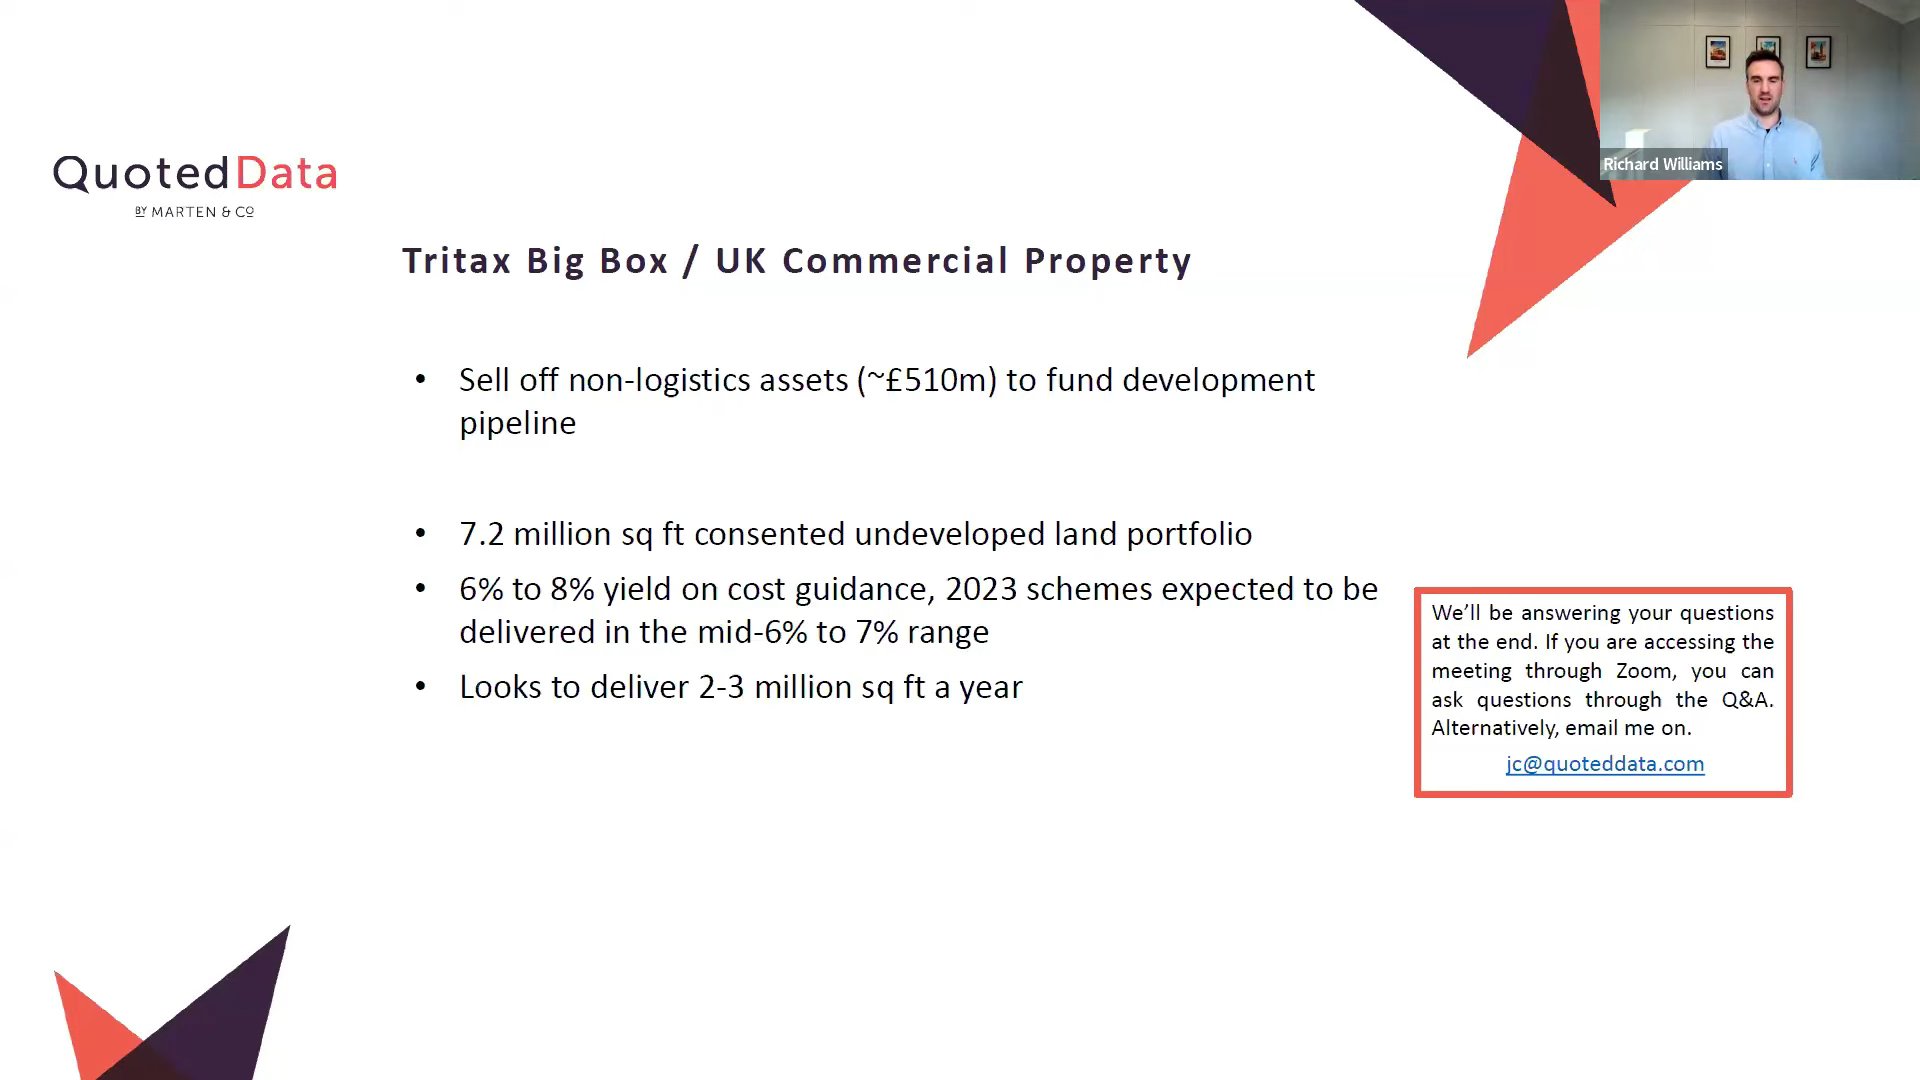 QuotedData
BY MARTEN & CO
Richard Williams
Tritax Big Box / UK Commercial Property
• Sell off non-logistics assets (~£510m) to fund development
pipeline
• 7.2 million sq ft consented undeveloped land portfolio
• 6% to 8% yield on cost guidance, 2023 schemes expected to be
delivered in the mid-6% to 7% range
• Looks to deliver 2-3 million sq ft a year
We’ll be answering your questions
at the end. If you are accessing the
meeting through Zoom, you can
ask questions through the Q&A.
Alternatively, email me on.
jc@quoteddata.com